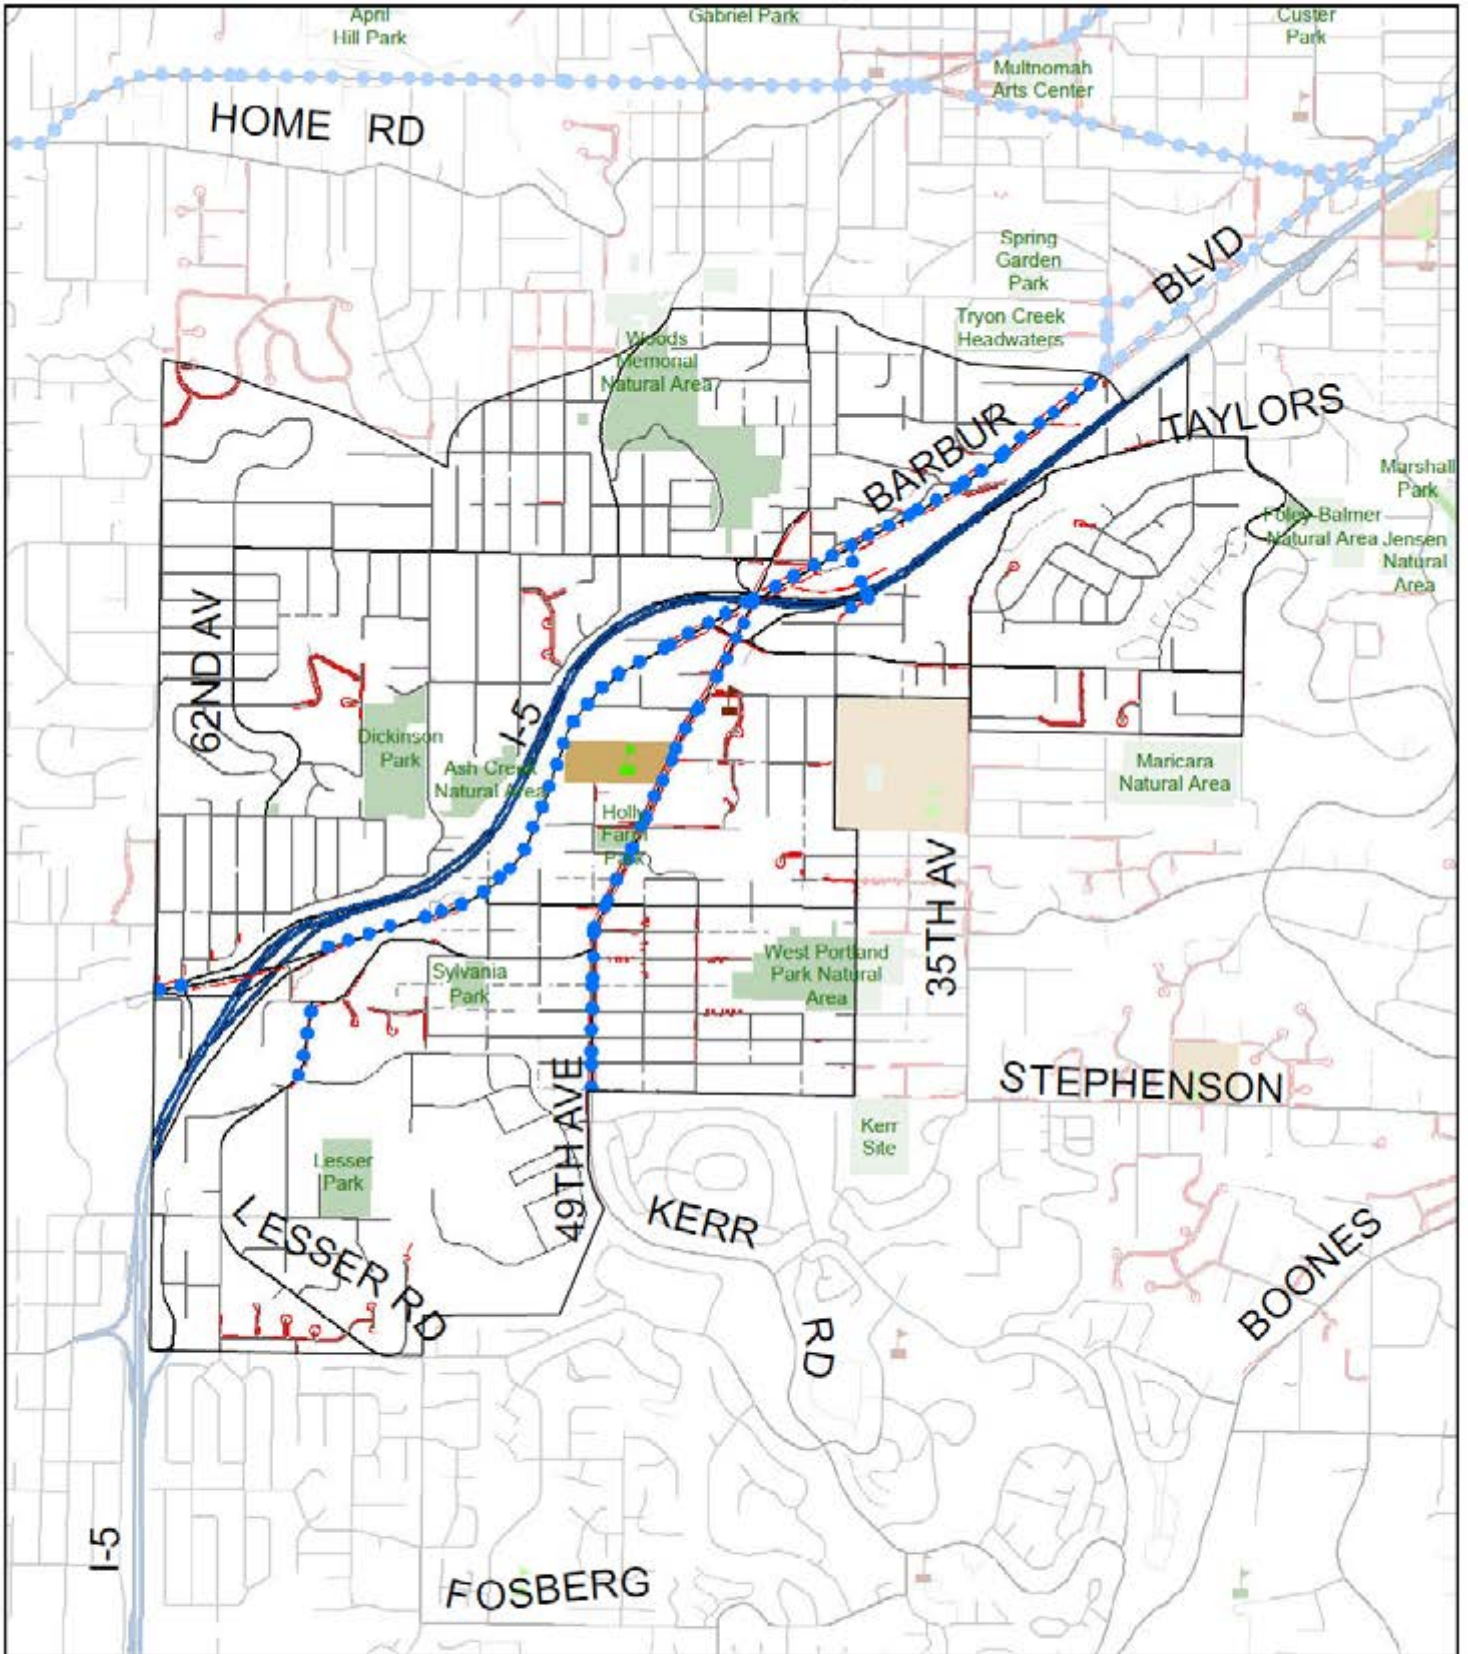 April
Hill Park
Gabriel Park
Custer
Park
Multnomah
Arts Center
HOME RD
Spring
Garden
Park
BLVD
Tryon Creek
Headwaters
Woods
Memorial
Natural Area
TAYLORS
BARBUR
Marshall
Park
Foley-Balmer
Natural Area
Jensen
Natural
Area
62ND AV
I-5
Dickinson
Park
Ash Creek
Natural Area
Maricara
Natural Area
Holly
Farm
Park
35TH AV
West Portland
Park Natural
Area
Sylvania
Park
STEPHENSON
49TH AVE
Kerr
Site
Lesser
Park
LESSER RD
KERR
RD
BOONES
I-5
FOSBERG